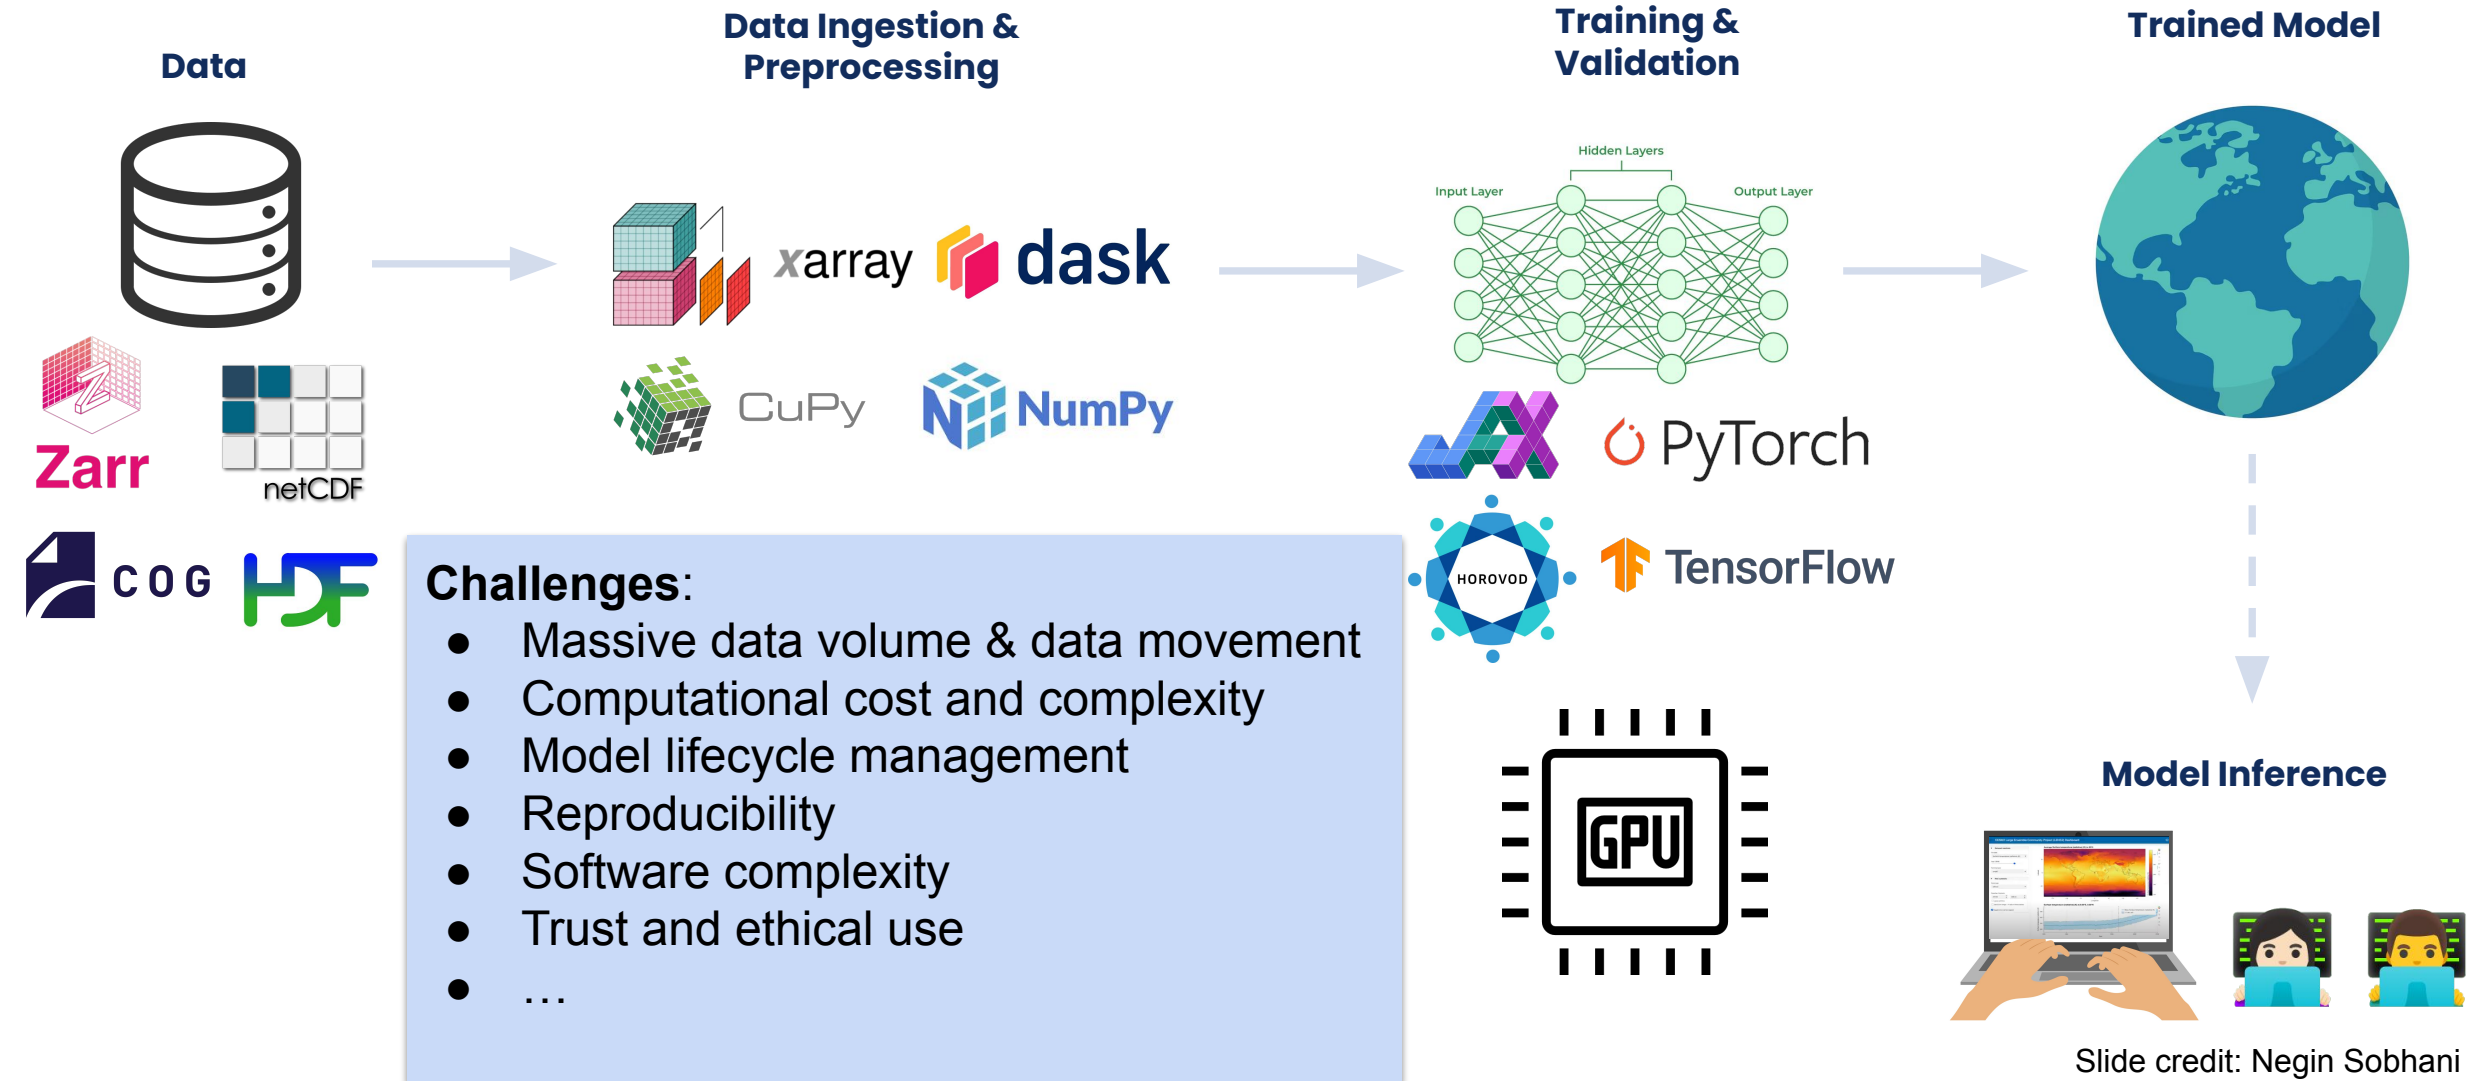 Data
Data Ingestion &
Preprocessing
Training &
Validation
Trained Model
Hidden Layers
Input Layer
Output Layer
xarray
dask
CuPy
NumPy
Zarr
netCDF
COG
HDF
JAX
PyTorch
HOROVOD
TensorFlow
Challenges:
● Massive data volume & data movement
● Computational cost and complexity
● Model lifecycle management
● Reproducibility
● Software complexity
● Trust and ethical use
● …
GPU
Model Inference
Slide credit: Negin Sobhani